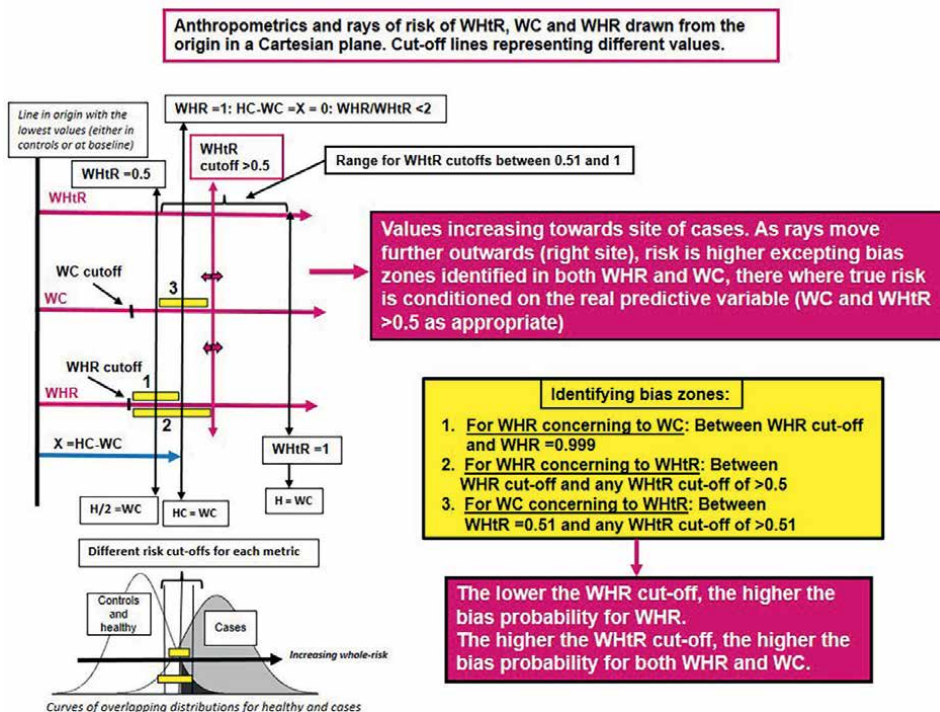 Anthropometrics and rays of risk of WHtR, WC and WHR drawn from the
origin in a Cartesian plane. Cut-off lines representing different values.
WHR =1: HC-WC =X = 0: WHR/WHtR <2
Line in origin with the
lowest values (either in
controls or at baseline)
WHtR =0.5
WHtR
cutoff >0.5
Range for WHtR cutoffs between 0.51 and 1
WHtR
WC cutoff
3
WC
WHR cutoff
1
WHR
2
X =HC-WC
WHtR =1
H/2 =WC
HC = WC
H = WC
Values increasing towards site of cases. As rays move
further outwards (right site), risk is higher excepting bias
zones identified in both WHR and WC, there where true risk
is conditioned on the real predictive variable (WC and WHtR
>0.5 as appropriate)
Identifying bias zones:
1. For WHR concerning to WC: Between WHR cut-off
and WHR =0.999
2. For WHR concerning to WHtR: Between
WHR cut-off and any WHtR cut-off of >0.5
3. For WC concerning to WHtR: Between
WHtR =0.51 and any WHtR cut-off of >0.51
The lower the WHR cut-off, the higher the
bias probability for WHR.
The higher the WHtR cut-off, the higher the
bias probability for both WHR and WC.
Different risk cut-offs for each metric
Controls
and
healthy
Cases
Increasing whole-risk
Curves of overlapping distributions for healthy and cases